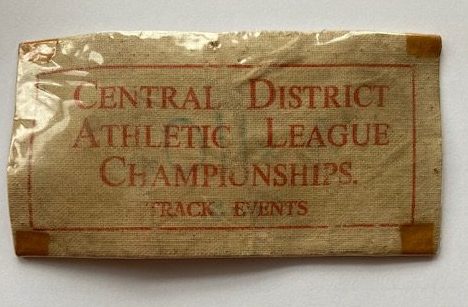 CENTRAL DISTRICT
ATHLETIC LEAGUE
CHAMPIONSHIPS.
TRACK EVENTS